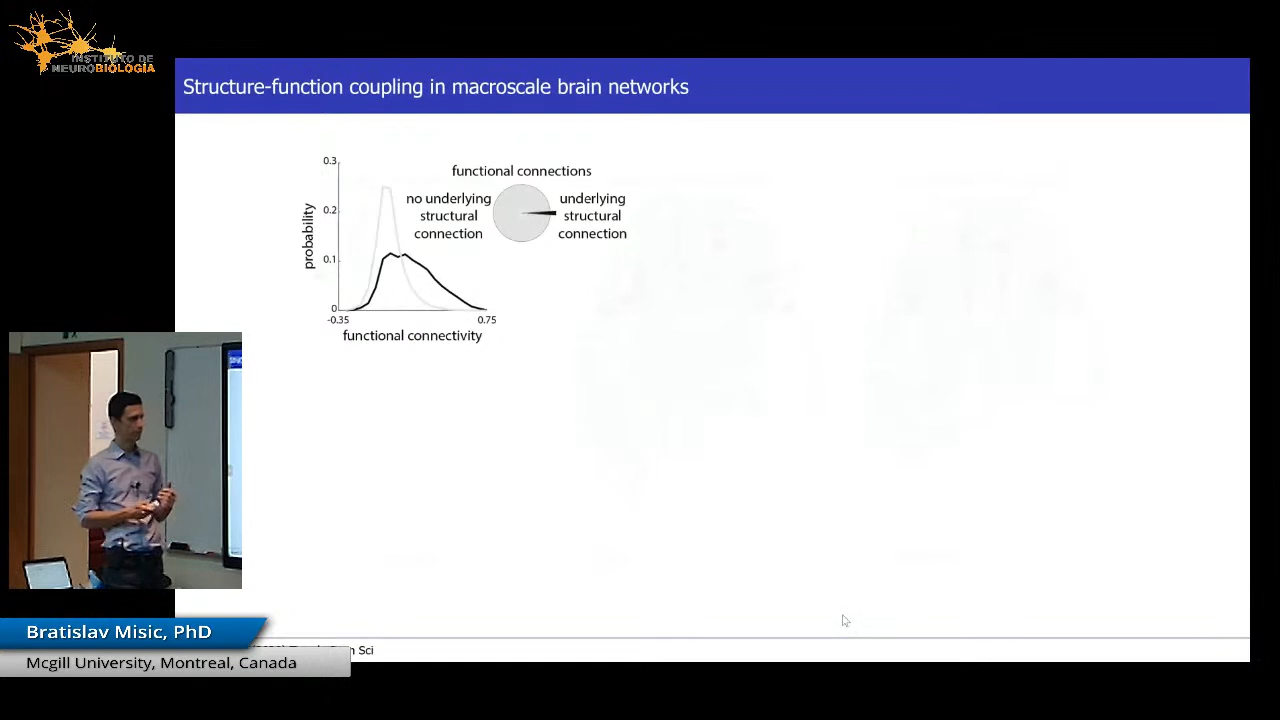 INSTITUTO DE
NEUROBIOLOGÍA
Structure-function coupling in macroscale brain networks
0.3
0.2
0.1
0
probability
-0.35
0.75
functional connectivity
functional connections
no underlying
structural
connection
underlying
structural
connection
Sci
Bratislav Misic, PhD
Mcgill University, Montreal, Canada